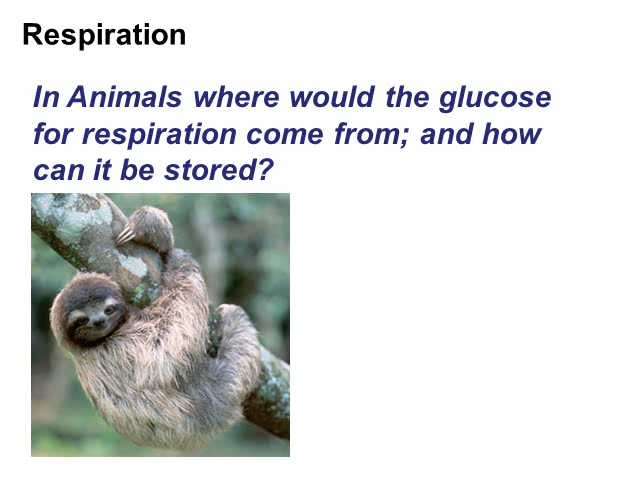 Respiration
In Animals where would the glucose
for respiration come from; and how
can it be stored?